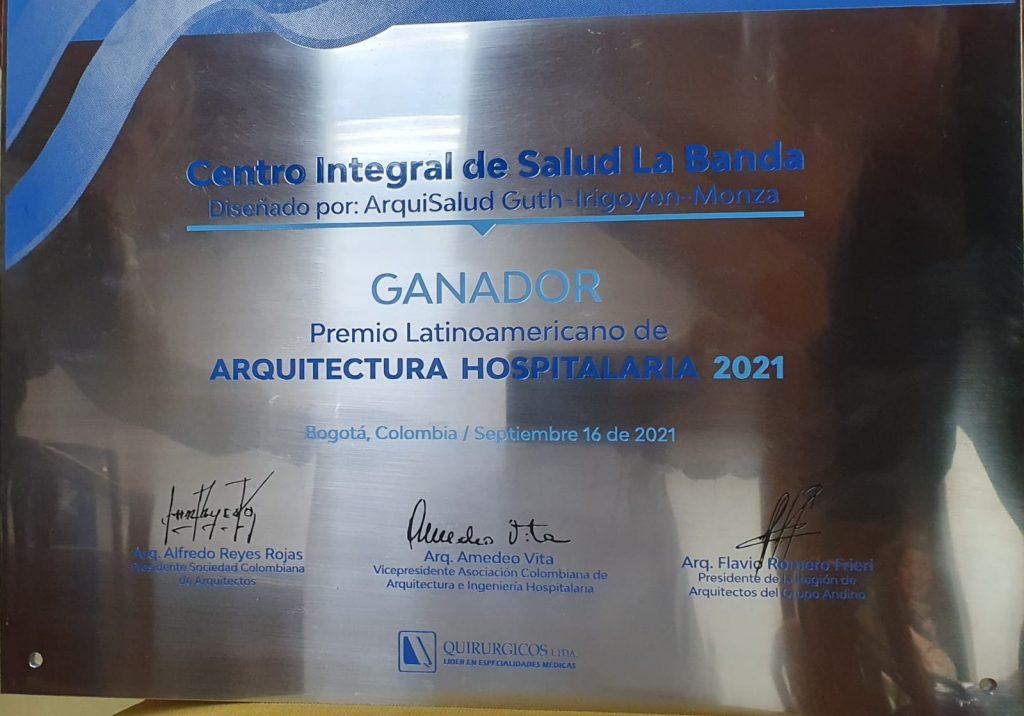 Centro Integral de Salud La Banda
Diseñado por: ArquiSalud Guth-Irigoyen-Monza
GANADOR
Premio Latinoamericano de
ARQUITECTURA HOSPITALARIA 2021
Bogotá, Colombia / Septiembre 16 de 2021
Amedeo Vita
Arq. Alfredo Reyes Rojas
Presidente Sociedad Colombiana
de Arquitectos
Arq. Amedeo Vita
Vicepresidente Asociación Colombiana de
Arquitectura e Ingeniería Hospitalaria
Arq. Flavio Romero Frieri
Presidente de la Región de
Arquitectos del Grupo Andino
QUIRURGICOS LTDA.
LÍDER EN ESPECIALIDADES MÉDICAS